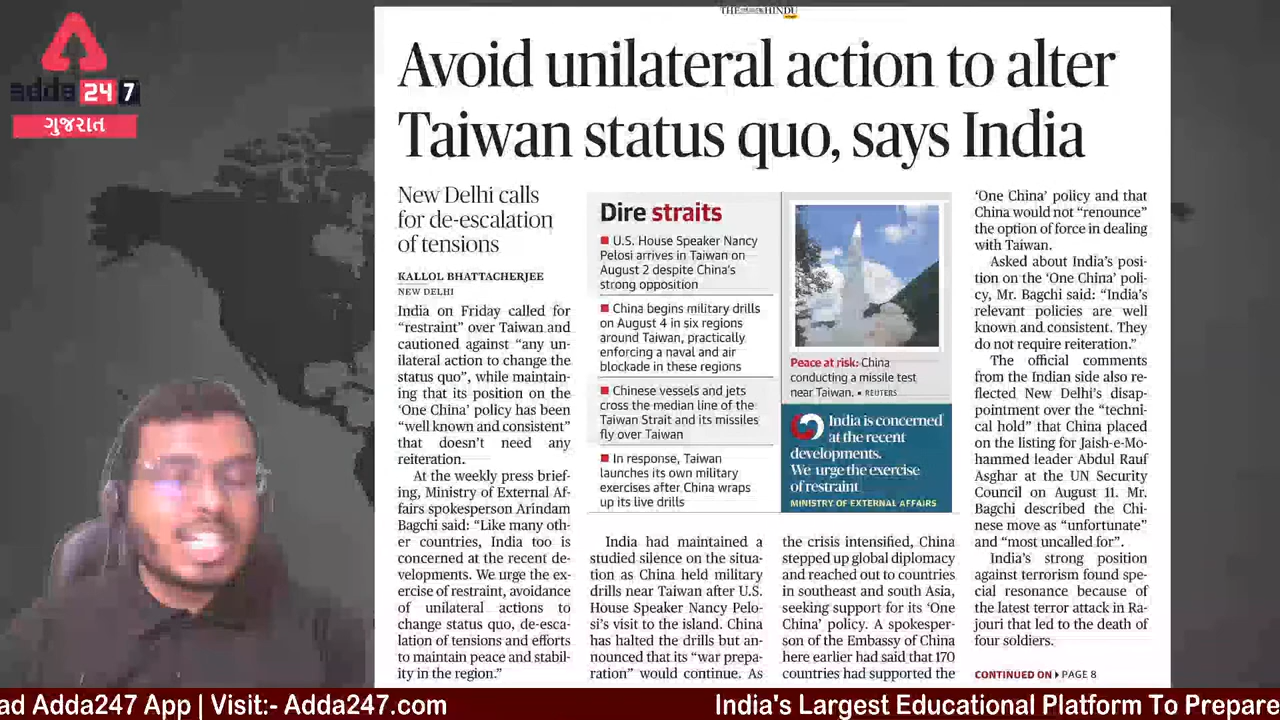 THE HINDU
adda 247
ગુજરાત
Avoid unilateral action to alter
Taiwan status quo, says India
New Delhi calls
for de-escalation
of tensions
KALLOL BHATTACHERJEE
NEW DELHI
India on Friday called for
“restraint” over Taiwan and
cautioned against “any un-
ilateral action to change the
status quo”, while maintain-
ing that its position on the
‘One China’ policy has been
“well known and consistent”
that doesn’t need any
reiteration.
At the weekly press brief-
ing, Ministry of External Af-
fairs spokesperson Arindam
Bagchi said: “Like many oth-
er countries, India too is
concerned at the recent de-
velopments. We urge the ex-
ercise of restraint, avoidance
of unilateral actions to
change status quo, de-esca-
lation of tensions and efforts
to maintain peace and stabil-
ity in the region.”
Dire straits
U.S. House Speaker Nancy
Pelosi arrives in Taiwan on
August 2 despite China’s
strong opposition
China begins military drills
on August 4 in six regions
around Taiwan, practically
enforcing a naval and air
blockade in these regions
Chinese vessels and jets
cross the median line of the
Taiwan Strait and its missiles
fly over Taiwan
In response, Taiwan
launches its own military
exercises after China wraps
up its live drills
Peace at risk: China
conducting a missile test
near Taiwan. • REUTERS
India is concerned
at the recent
developments.
We urge the exercise
of restraint
MINISTRY OF EXTERNAL AFFAIRS
India had maintained a
studied silence on the situa-
tion as China held military
drills near Taiwan after U.S.
House Speaker Nancy Pelo-
si’s visit to the island. China
has halted the drills but an-
nounced that its “war prepa-
ration” would continue. As
the crisis intensified, China
stepped up global diplomacy
and reached out to countries
in southeast and south Asia,
seeking support for its ‘One
China’ policy. A spokesper-
son of the Embassy of China
here earlier had said that 170
countries had supported the
‘One China’ policy and that
China would not “renounce”
the option of force in dealing
with Taiwan.
Asked about India’s posi-
tion on the ‘One China’ poli-
cy, Mr. Bagchi said: “India’s
relevant policies are well
known and consistent. They
do not require reiteration.”
The official comments
from the Indian side also re-
flected New Delhi’s disap-
pointment over the “techni-
cal hold” that China placed
on the listing for Jaish-e-Mo-
hammed leader Abdul Rauf
Asghar at the UN Security
Council on August 11. Mr.
Bagchi described the Chi-
nese move as “unfortunate”
and “most uncalled for”.
India’s strong position
against terrorism found spe-
cial resonance because of
the latest terror attack in Ra-
jouri that led to the death of
four soldiers.
CONTINUED ON PAGE 8
ad Adda247 App | Visit:- Adda247.com
India's Largest Educational Platform To Prepare